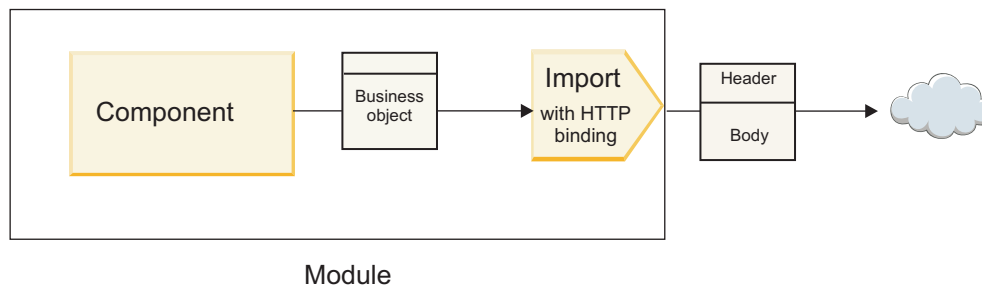 Component
Business
object
Import
with HTTP
binding
Header
Body
Module